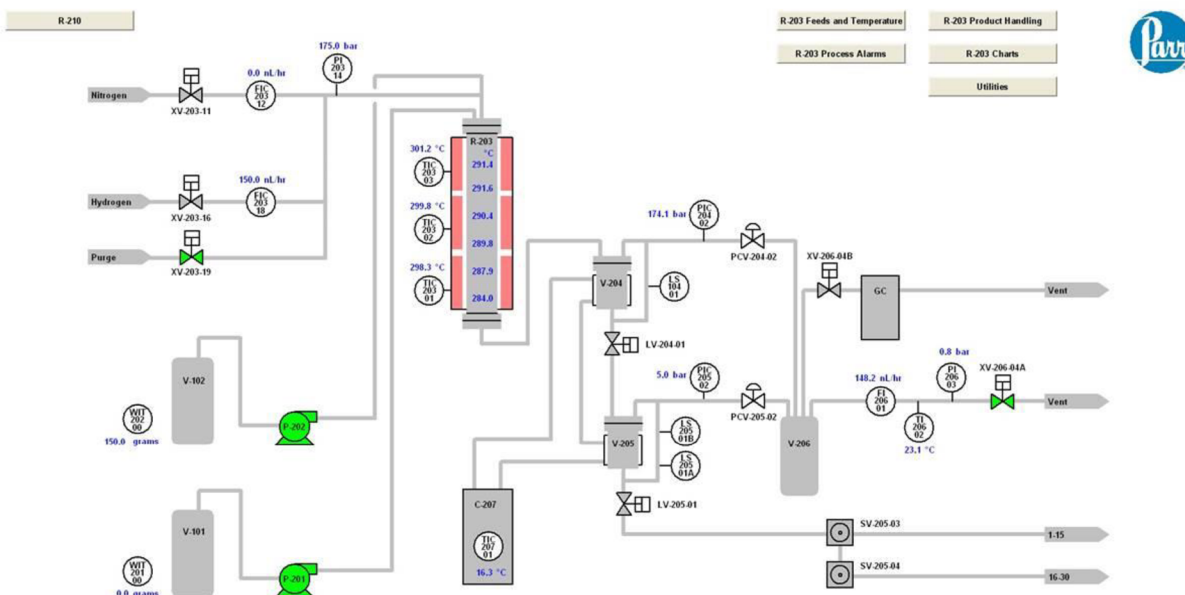 R-210
R-203 Feeds and Temperature
R-203 Product Handling
R-203 Process Alarms
R-203 Charts
Utilities
Parr
175.0 bar
PI
203
14
0.0 nL/hr
FIC
203
12
Nitrogen
XV-203-11
Hydrogen
XV-203-16
150.0 nL/hr
FIC
203
18
Purge
XV-203-19
R-203
°C
291.4
291.6
290.4
289.8
287.9
284.0
301.2 °C
TIC
203
03
299.8 °C
TIC
203
02
298.3 °C
TIC
203
01
174.1 bar
PIC
204
02
PCV-204-02
V-204
LS
104
01
LV-204-01
XV-206-04B
GC
Vent
5.0 bar
PIC
205
02
PCV-205-02
V-205
LS
205
01B
LS
205
01A
LV-205-01
V-206
148.2 nL/hr
FI
206
01
TI
206
02
23.1 °C
0.8 bar
PI
206
03
XV-206-04A
Vent
V-102
WIT
202
00
150.0 grams
P-202
V-101
WIT
201
00
0.0 grams
P-201
C-207
TIC
207
01
16.3 °C
SV-205-03
1-15
SV-205-04
16-30